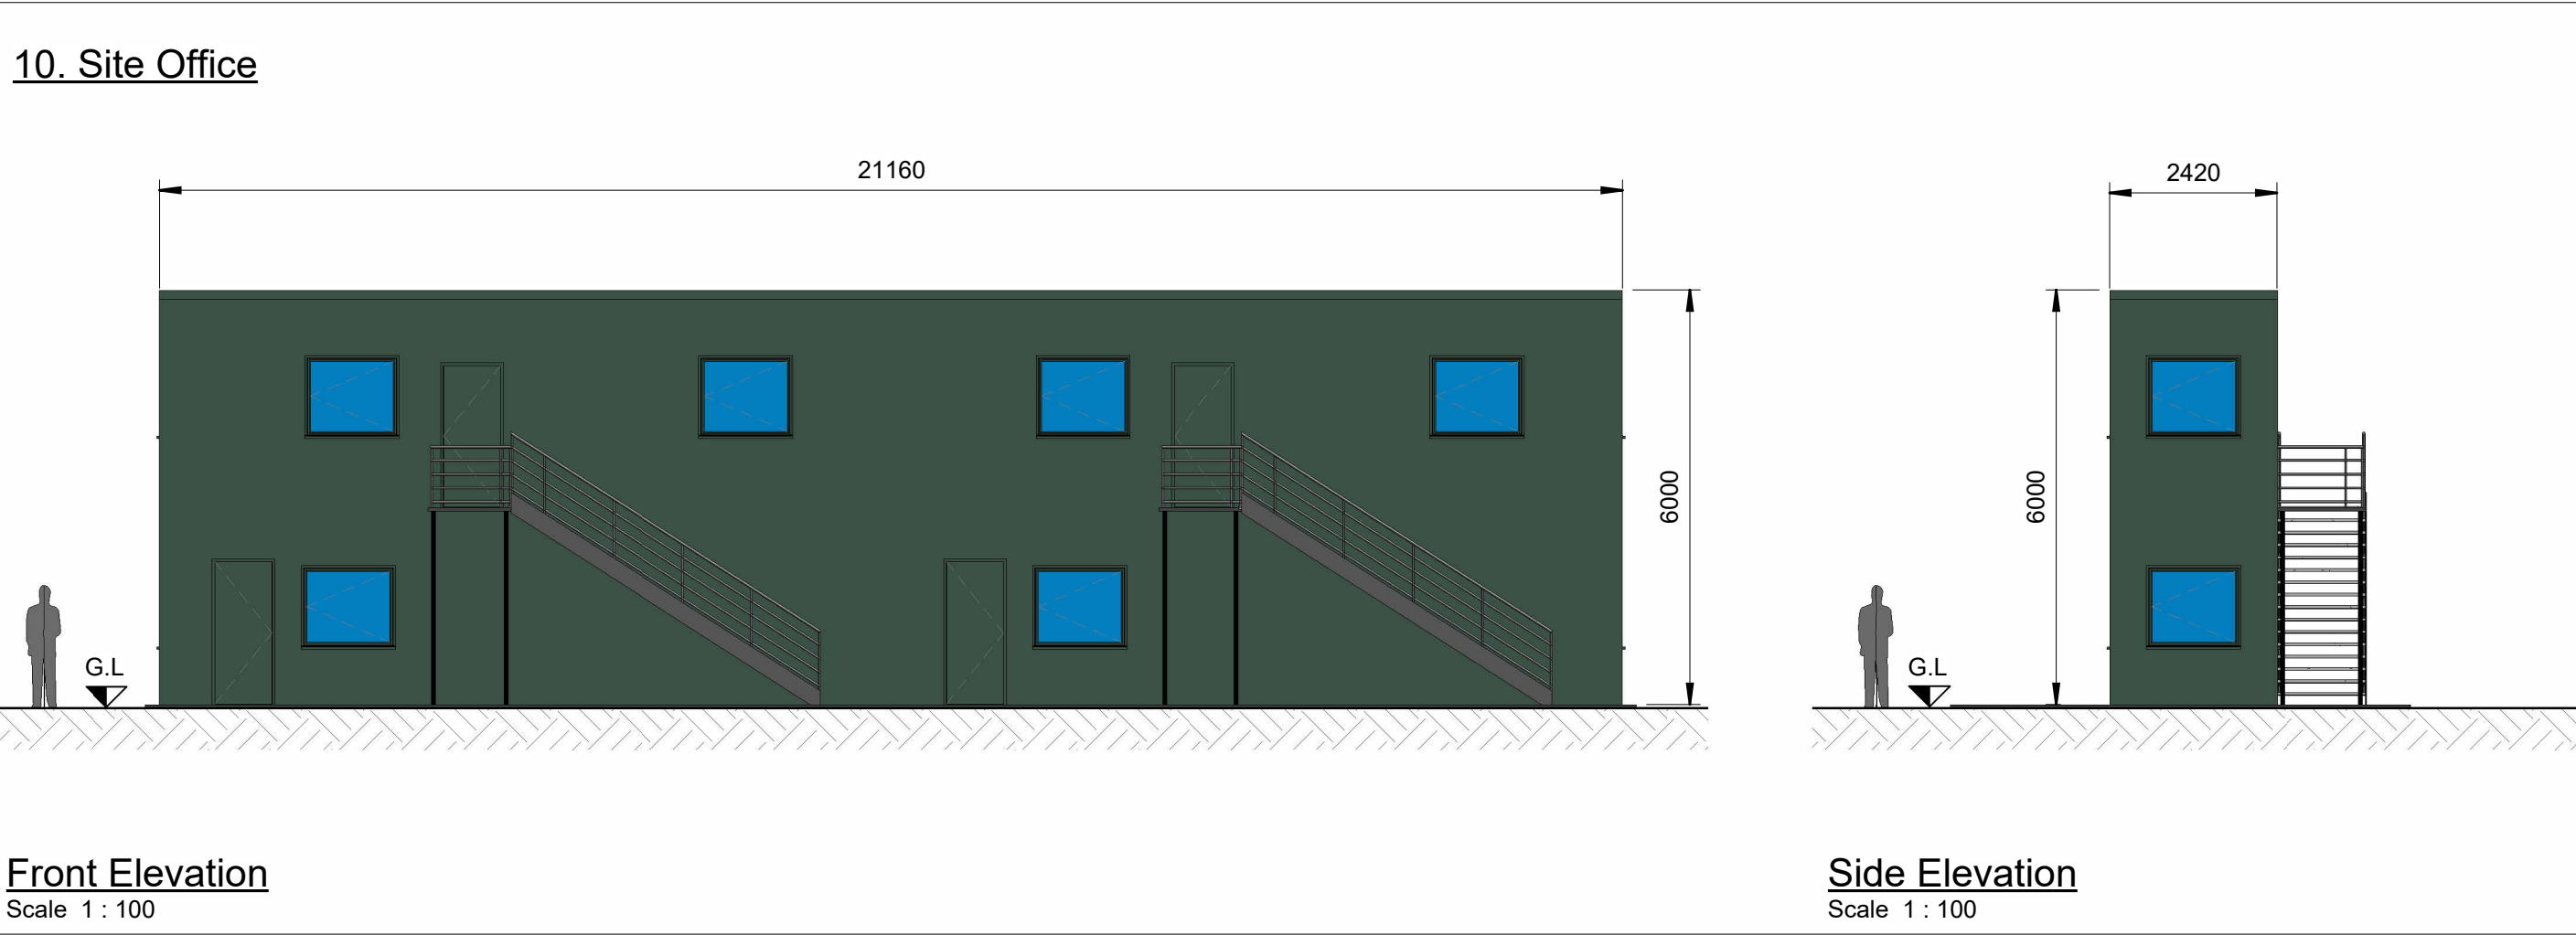 10. Site Office
21160
2420
6000
6000
G.L
G.L
Front Elevation
Scale 1 : 100
Side Elevation
Scale 1 : 100